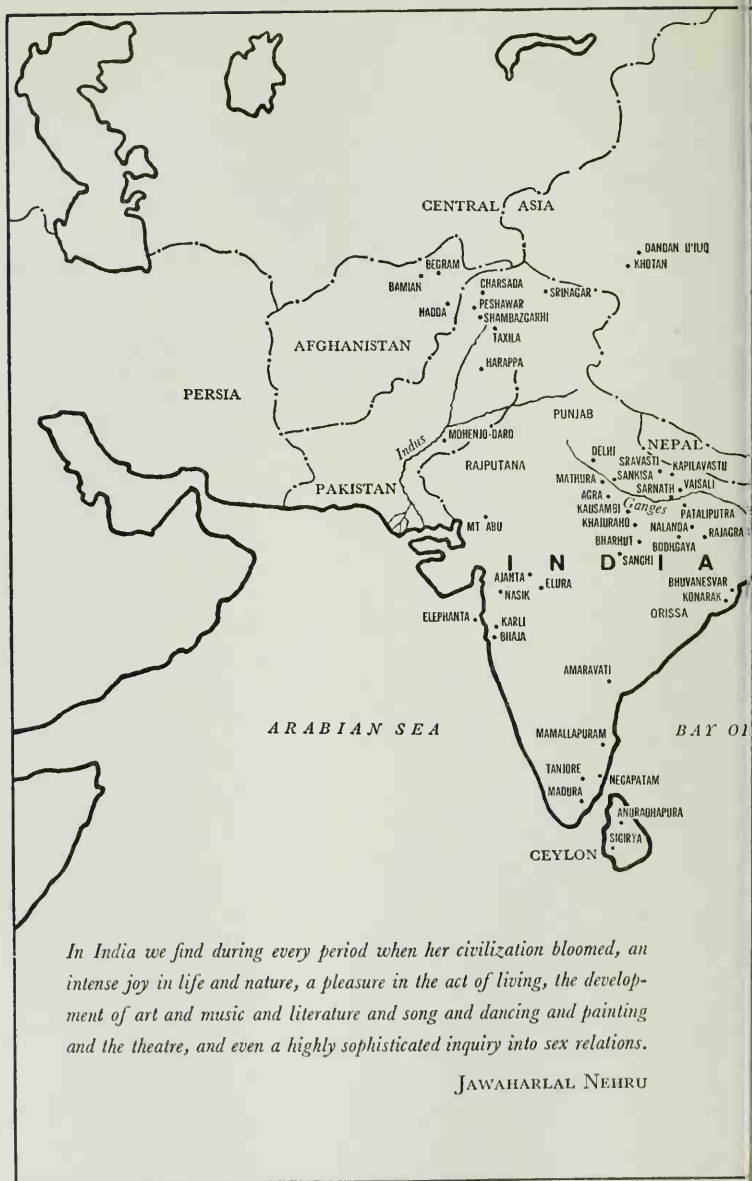 CENTRAL ASIA
DANDAN U'IUQ
KHOTAN
BEGRAM
BAMIAN
CHARSADA
SRINAGAR
HADDA
PESHAWAR
SHAMBAZGARHI
TAXILA
AFGHANISTAN
HARAPPA
PERSIA
PUNJAB
Indus
MOHENJO-DARO
DELHI
NEPAL
RAJPUTANA
SRAVASTI
KAPILAVASTU
SANKISA
MATHURA
VAISALI
SARNATH
PAKISTAN
AGRA
Ganges
KAUSAMBI
PATALIPUTRA
KHAJURAHO
NALANDA
MT ABU
RAJAGRA
BHARHUT
BODHGAYA
SANCHI
INDIA
AJANTA
ELURA
BHUVANESVAR
NASIK
KONARAK
ORISSA
ELEPHANTA
KARLI
BHAJA
AMARAVATI
ARABIAN SEA
MAMALLAPURAM
BAY OF
TANJORE
NEGAPATAM
MADURA
ANURADHAPURA
SIGIRYA
CEYLON
In India we find during every period when her civilization bloomed, an
intense joy in life and nature, a pleasure in the act of living, the develop-
ment of art and music and literature and song and dancing and painting
and the theatre, and even a highly sophisticated inquiry into sex relations.
JAWAHARLAL NEHRU